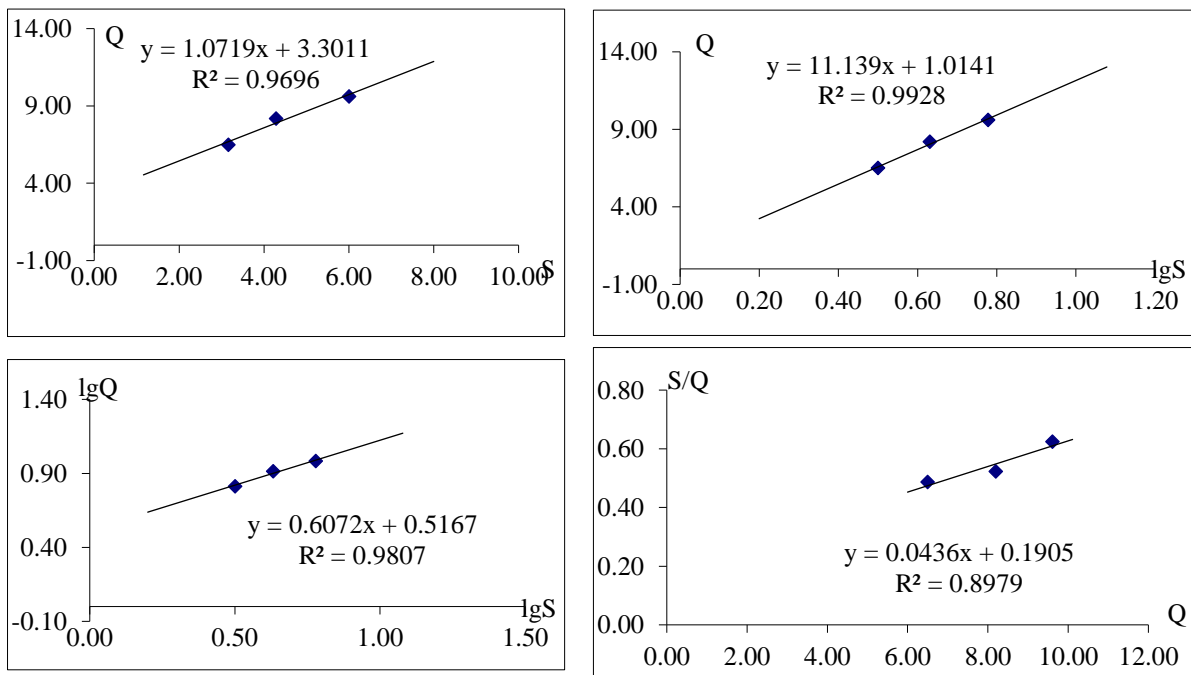 Q
y = 1.0719x + 3.3011
R² = 0.9696
14.00
9.00
4.00
-1.00
0.00 2.00 4.00 6.00 8.00 10.00
S
Q
y = 11.139x + 1.0141
R² = 0.9928
14.00
9.00
4.00
-1.00
0.00 0.20 0.40 0.60 0.80 1.00 1.20
lgS
lgQ
1.40
0.90
0.40
-0.10
y = 0.6072x + 0.5167
R² = 0.9807
0.00 0.50 1.00 1.50
lgS
S/Q
0.80
0.60
0.40
0.20
0.00
y = 0.0436x + 0.1905
R² = 0.8979
Q
0.00 2.00 4.00 6.00 8.00 10.00 12.00